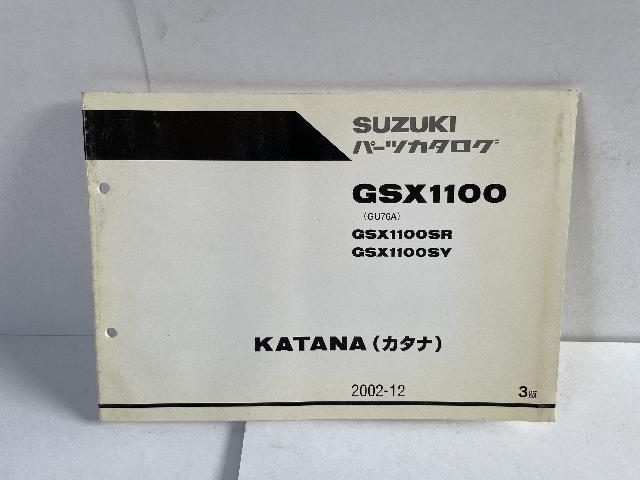 SUZUKI
パーツカタログ
GSX1100
(GU76A)
GSX1100SR
GSX1100SY
KATANA (カタナ)
2002-12
3版